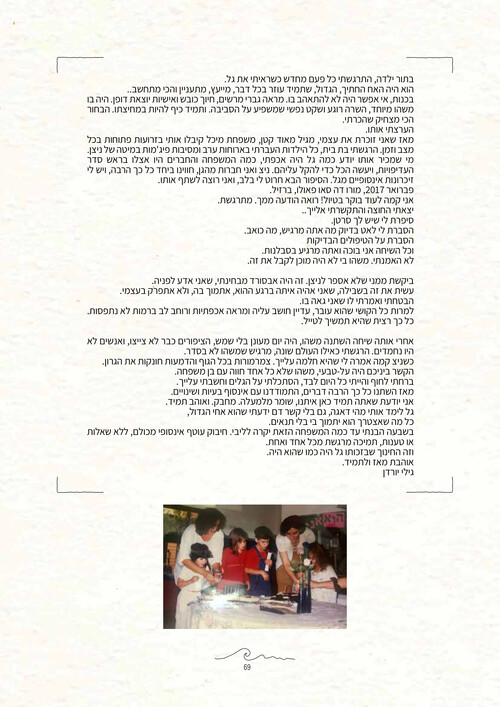 בתור ילדה, התרגשתי כל פעם מחדש כשראיתי את גל.
הוא היה האח החתיך, הגדול, שתמיד עוזר בכל דבר, מייעץ, מתעניין והכי מתחשב..
בכנות, אי אפשר היה לא להתאהב בו. מראה גברי מרשים, חיוך כובש ואישיות יוצאת דופן. היה בו
משהו מיוחד, השרה רוגע ושקט נפשי שמשפיע על הסביבה. ותמיד כיף להיות במחיצתו. הבחור
הכי מצחיק שהכרתי.
הערצתי אותו.
מאז שאני זוכרת את עצמי, מגיל מאוד קטן, משפחת מיכל קיבלו אותי בזרועות פתוחות בכל
מצב וזמן. הרגשתי בת בית, כל הילדות העברתי בארוחות ערב ומסיבות פיג'מות במיטה של ניצן.
מי שמכיר אותו יודע כמה גל היה אכפתי, כמה המשפחה והחברים היו אצלו בראש סדר
העדיפויות, ויעשה הכל כדי להקל עליהם. ניצ ואני חברות מהגן, חווינו ביחד כל כך הרבה, ויש לי
זיכרונות אינסופיים מגל. הסיפור הבא חרוט לי בלב, ואני רוצה לשתף אותו.
פברואר 2017, מורו דה סאו פאולו, ברזיל.
אני קמה לעוד בוקר בטיול! רואה הודעה ממך. מתרגשת.
יצאתי החוצה והתקשרתי אלייך..
סיפרת לי שיש לך סרטן.
הסברת לי לאט בדיוק מה אתה מרגיש, מה כואב.
הסברת על הטיפולים הבדיקות
וכל השיחה אני בוכה ואתה מרגיע בסבלנות.
לא האמנתי. משהו בי לא היה מוכן לקבל את זה.
ביקשת ממני שלא אספר לניצן. זה היה אבסורד מבחינתי, שאני אדע לפניה.
עשית את זה בשבילה, שאני אהיה איתה ברגע ההוא, אתמוך בה, ולא אתפרק בעצמי.
הבטחתי ואמרתי לו שאני גאה בו.
למרות כל הקושי שהוא עובר, עדיין חושב עליה ומראה אכפתיות ורוחב לב ברמות לא נתפסות.
כל כך רצית שהיא תמשיך לטייל.
אחרי אותה שיחה השתנה משהו, היה יום מעונן בלי שמש, הציפורים כבר לא צייצו, ואנשים לא
היו נחמדים. הרגשתי כאילו העולם שונה, מרגיש שמשהו לא בסדר.
כשניצ קמה אמרה לי שהיא חלמה עלייך. צמרמורות בכל הגוף והדמעות חונקות את הגרון.
הקשר ביניכם היה על-טבעי, משהו שלא כל אחד חווה עם בן משפחה.
ברחתי לחוף והייתי כל היום לבד, הסתכלתי על הגלים וחשבתי עלייך.
מאז השתנו כל כך הרבה דברים, התמודדנו עם אינסוף בעיות ושינויים.
אני יודעת שאתה תמיד כאן איתנו, שומר מלמעלה. מחבק. ואוהב תמיד.
גל לימד אותי מהי דאגה, גם בלי קשר דם ידעתי שהוא אחי הגדול,
כל מה שאצטרך הוא יתמוך בי בלי תנאים.
בשבעה הבנתי עד כמה המשפחה הזאת יקרה לליבי. חיבוק עוטף אינסופי מכולם, ללא שאלות
או טענות, תמיכה מרגשת מכל אחד ואחת.
וזה החינוך שבזכותו גל היה כמו שהוא היה.
אוהבת מאז ולתמיד.
גילי יורדן
69